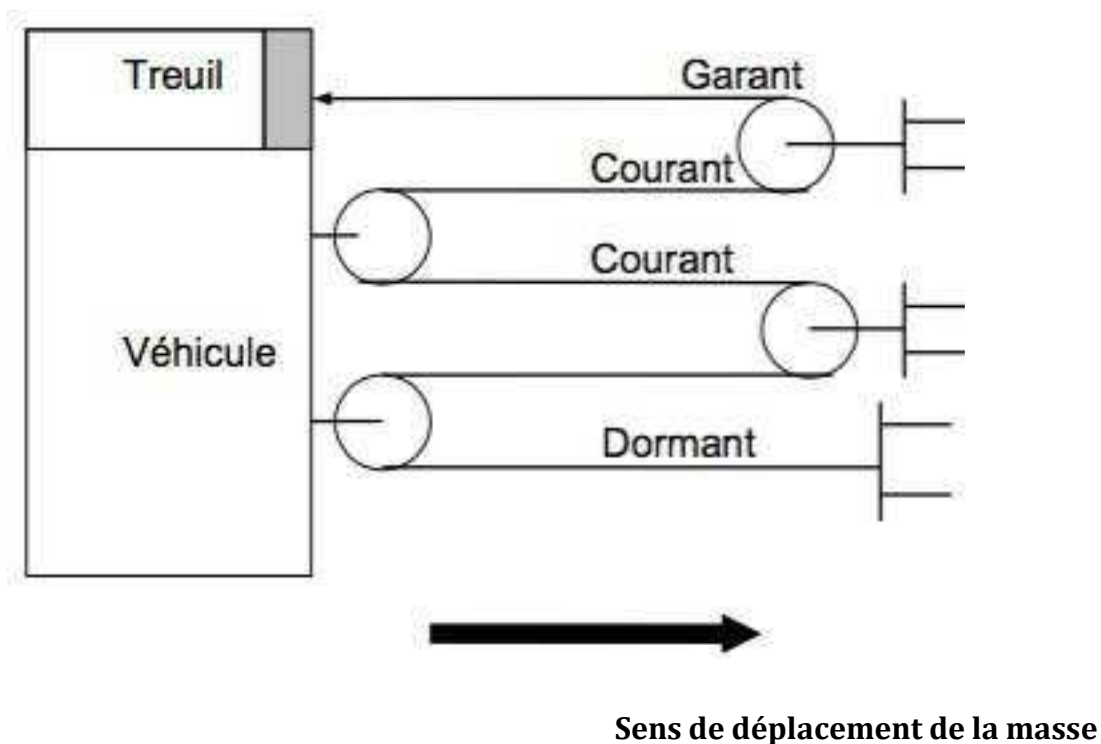 Treuil
Garant
Courant
Courant
Véhicule
Dormant
Sens de déplacement de la masse